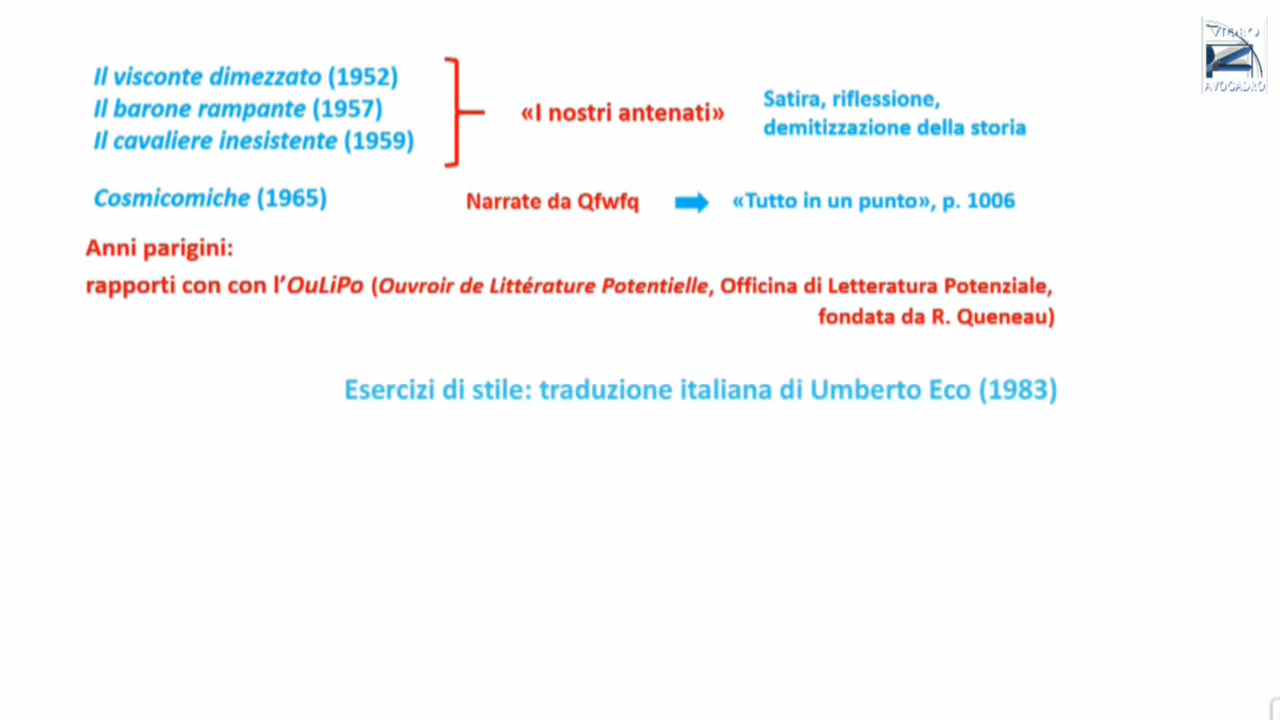 VIDEO
AVOGADRO
Il visconte dimezzato (1952)
Il barone rampante (1957)
Il cavaliere inesistente (1959)
«I nostri antenati»
Satira, riflessione,
demitizzazione della storia
Cosmicomiche (1965)
Narrate da Qfwfq
«Tutto in un punto», p. 1006
Anni parigini:
rapporti con con l’OuLiPo (Ouvroir de Littérature Potentielle, Officina di Letteratura Potenziale,
fondata da R. Queneau)
Esercizi di stile: traduzione italiana di Umberto Eco (1983)